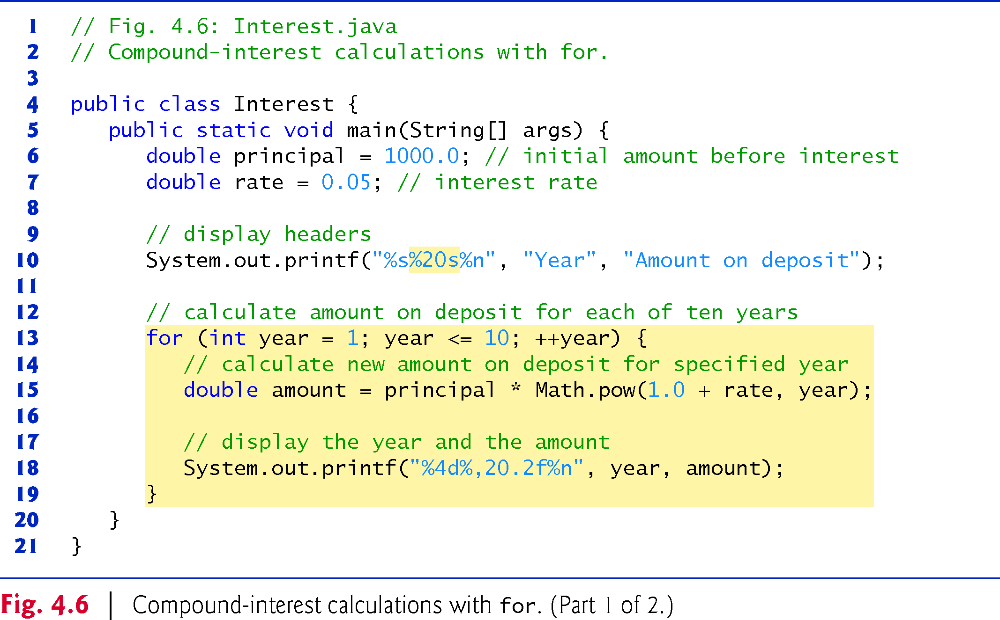 1 // Fig. 4.6: Interest.java
2 // Compound-interest calculations with for.
3
4 public class Interest {
5    public static void main(String[] args) {
6       double principal = 1000.0; // initial amount before interest
7       double rate = 0.05; // interest rate
8
9       // display headers
10       System.out.printf("%s%20s%n", "Year", "Amount on deposit");
11
12       // calculate amount on deposit for each of ten years
13       for (int year = 1; year <= 10; ++year) {
14          // calculate new amount on deposit for specified year
15          double amount = principal * Math.pow(1.0 + rate, year);
16
17          // display the year and the amount
18          System.out.printf("%4d%,20.2f%n", year, amount);
19       }
20    }
21 }
Fig. 4.6 | Compound-interest calculations with for. (Part 1 of 2.)